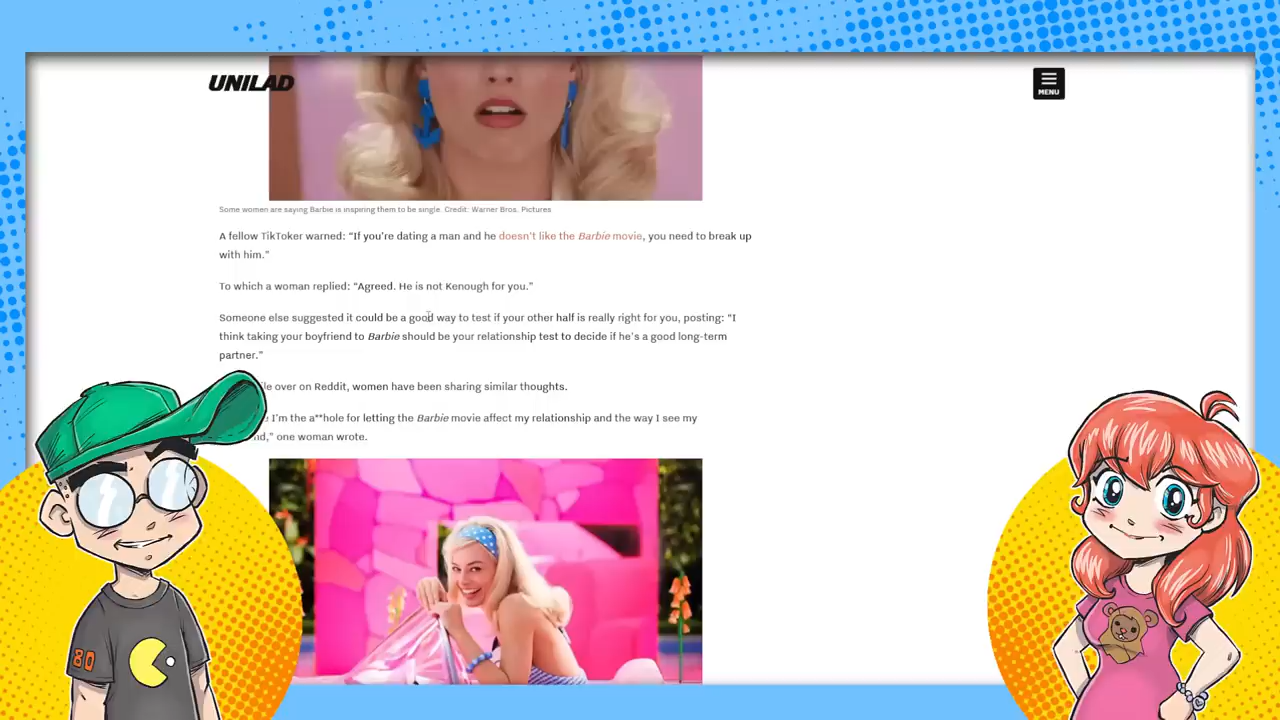 UNILAD
MENU
Some women are saying Barbie is inspiring them to be single. Credit: Warner Bros. Pictures
A fellow TikToker warned: “If you’re dating a man and he doesn’t like the Barbie movie, you need to break up
with him.”
To which a woman replied: “Agreed. He is not Kenough for you.”
Someone else suggested it could be a good way to test if your other half is really right for you, posting: “I
think taking your boyfriend to Barbie should be your relationship test to decide if he’s a good long-term
partner.”
over on Reddit, women have been sharing similar thoughts.
I’m the a**hole for letting the Barbie movie affect my relationship and the way I see my
one woman wrote.
80